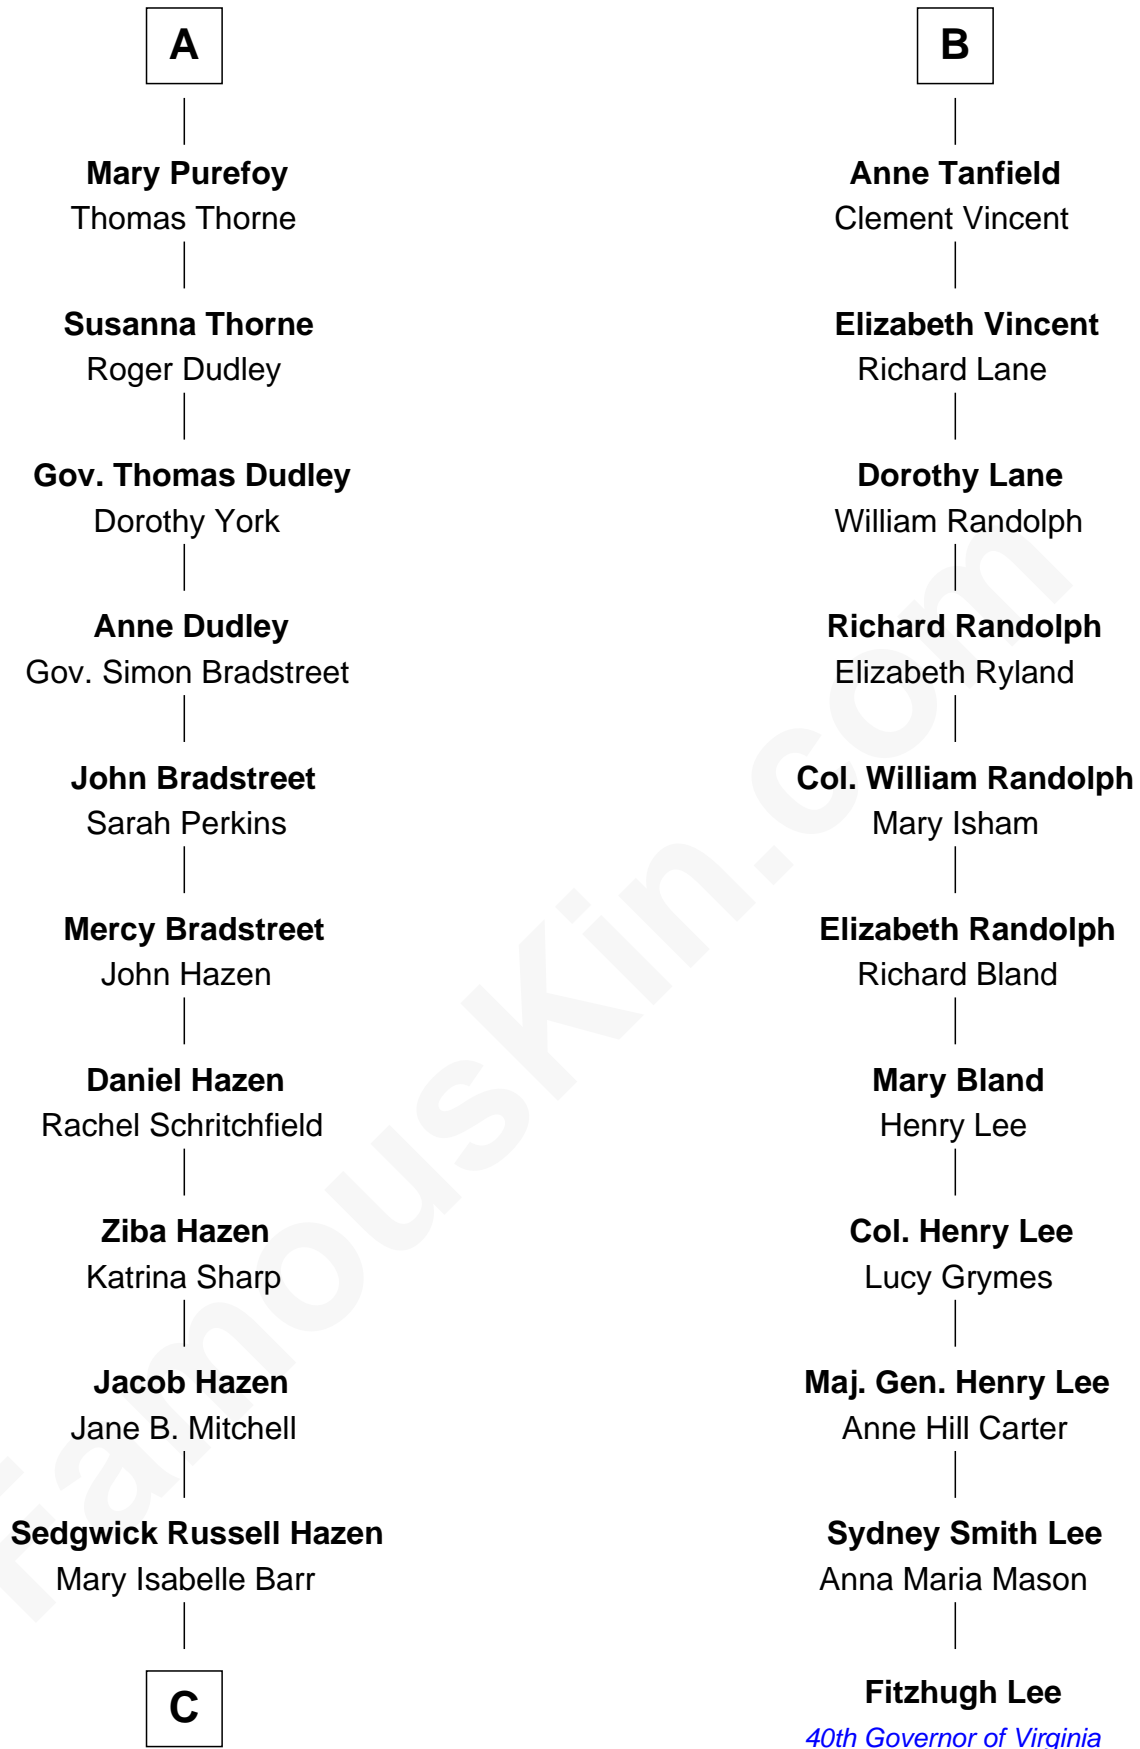 A
Mary Purefoy
Thomas Thorne
Susanna Thorne
Roger Dudley
Gov. Thomas Dudley
Dorothy York
Anne Dudley
Gov. Simon Bradstreet
John Bradstreet
Sarah Perkins
Mercy Bradstreet
John Hazen
Daniel Hazen
Rachel Schritchfield
Ziba Hazen
Katrina Sharp
Jacob Hazen
Jane B. Mitchell
Sedgwick Russell Hazen
Mary Isabelle Barr
C
B
Anne Tanfield
Clement Vincent
Elizabeth Vincent
Richard Lane
Dorothy Lane
William Randolph
Richard Randolph
Elizabeth Ryland
Col. William Randolph
Mary Isham
Elizabeth Randolph
Richard Bland
Mary Bland
Henry Lee
Col. Henry Lee
Lucy Grymes
Maj. Gen. Henry Lee
Anne Hill Carter
Sydney Smith Lee
Anna Maria Mason
Fitzhugh Lee
40th Governor of Virginia
FamousKin.com